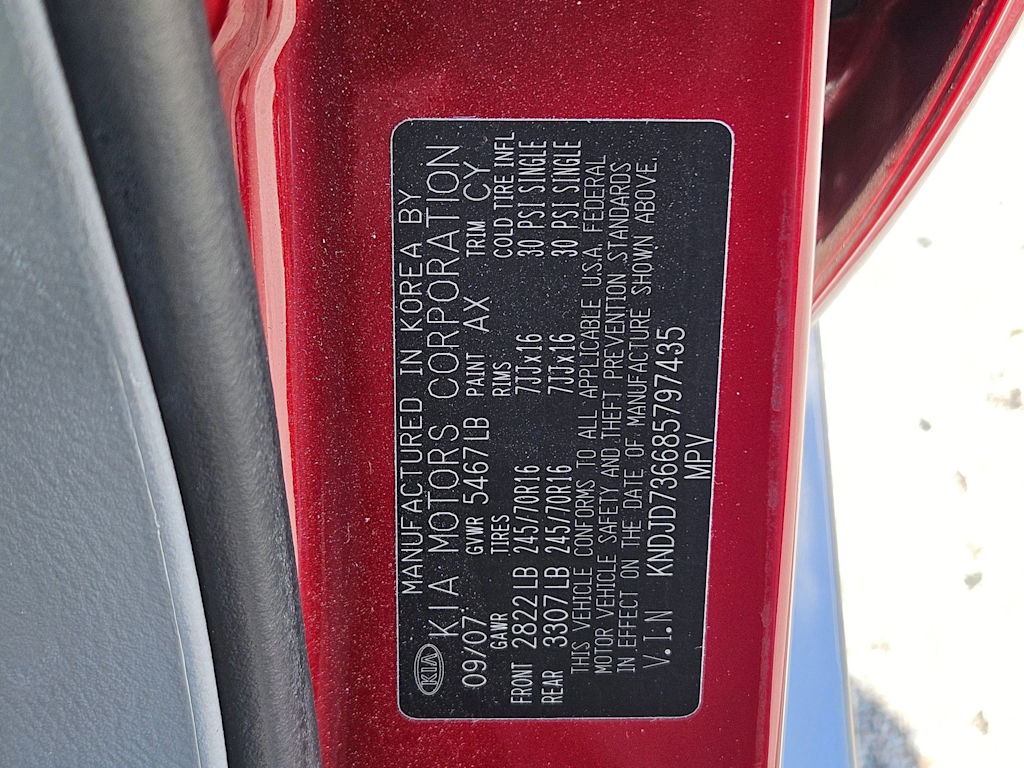 MANUFACTURED IN KOREA BY
KIA KIA MOTORS CORPORATION
09/07 GVWR 5467LB PAINT AX TRIM CY
GAWR TIRES RIMS COLD TIRE INFL
FRONT 2822LB 245/70R16 7JJx16 30 PSI SINGLE
REAR 3307LB 245/70R16 7JJx16 30 PSI SINGLE
THIS VEHICLE CONFORMS TO ALL APPLICABLE U.S.A. FEDERAL
MOTOR VEHICLE SAFETY AND THEFT PREVENTION STANDARDS
IN EFFECT ON THE DATE OF MANUFACTURE SHOWN ABOVE.
V.I.N KNDJD736685797435
MPV